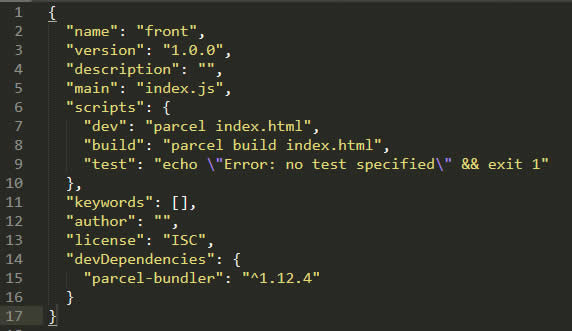 1 {
2   "name": "front",
3   "version": "1.0.0",
4   "description": "",
5   "main": "index.js",
6   "scripts": {
7     "dev": "parcel index.html",
8     "build": "parcel build index.html",
9     "test": "echo \"Error: no test specified\" && exit 1"
10   },
11   "keywords": [],
12   "author": "",
13   "license": "ISC",
14   "devDependencies": {
15     "parcel-bundler": "^1.12.4"
16   }
17 }